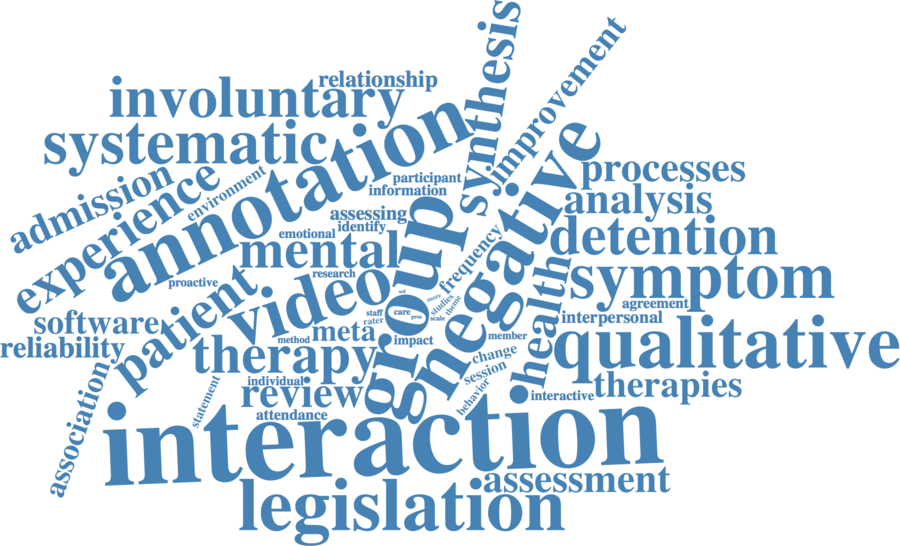 synthesis
improvement
relationship
involuntary
systematic
annotation
negative
processes
participant
information
admission
experience
environment
analysis
assessing
identify
emotional
group
frequency
detention
mental
research
proactive
health
symptom
video
patient
self
more
studies
theme
care
proc
scale
staff
rater
agreement
interpersonal
software
reliability
meta
method
impact
member
qualitative
therapy
change
session
behavior
individual
review
statement
attendance
interactive
therapies
association
interaction
assessment
legislation